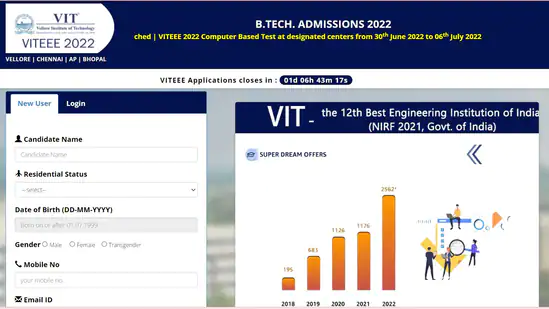 VIT
Vellore Institute of Technology
VITEEE 2022
VELLORE | CHENNAI | AP | BHOPAL
B.TECH. ADMISSIONS 2022
ched | VITEEE 2022 Computer Based Test at designated centers from 30th June 2022 to 06th July 2022
VITEEE Applications closes in : 01d 06h 43m 17s
New User Login
Candidate Name
Candidate Name
Residential Status
--Select--
Date of Birth (DD-MM-YYYY)
Born on or after 01.07.1999
Gender Male Female Transgender
Mobile No
your mobile no
Email ID
VIT - the 12th Best Engineering Institution of India
(NIRF 2021, Govt. of India)
SUPER DREAM OFFERS
195
683
1126
1176
2562*
2018 2019 2020 2021 2022